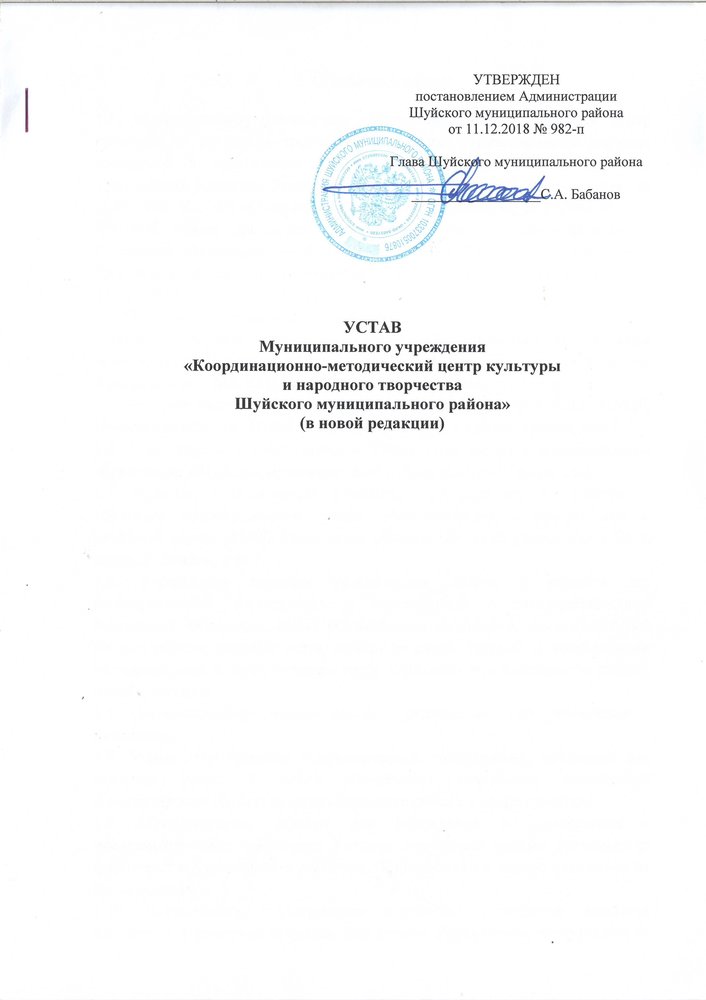 УТВЕРЖДЕН
постановлением Администрации
Шуйского муниципального района
от 11.12.2018 № 982-п
Глава Шуйского муниципального района
С.А. Бабанов
АДМИНИСТРАЦИЯ ШУЙСКОГО МУНИЦИПАЛЬНОГО РАЙОНА * ОГРН 1033700510876 *
ИНН 3725002586 * ОКПО 04027220
УСТАВ
Муниципального учреждения
«Координационно-методический центр культуры
и народного творчества
Шуйского муниципального района»
(в новой редакции)